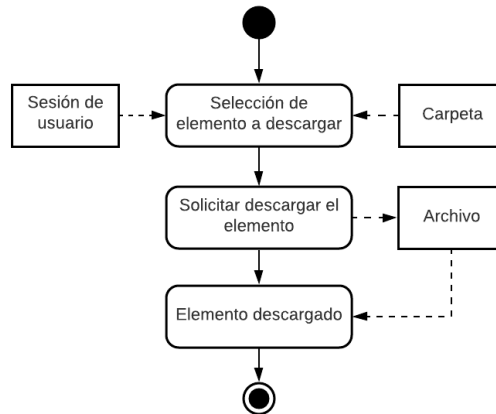 Sesión de
usuario
Selección de
elemento a descargar
Carpeta
Solicitar descargar el
elemento
Archivo
Elemento descargado